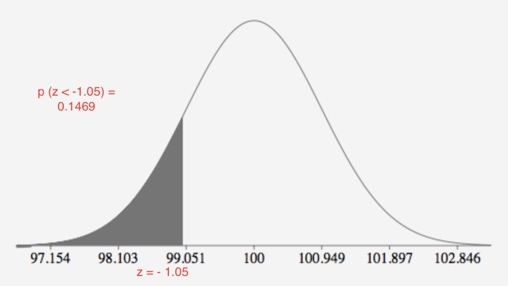 p (z < -1.05) =
0.1469
97.154 98.103 99.051 100 100.949 101.897 102.846
z = - 1.05